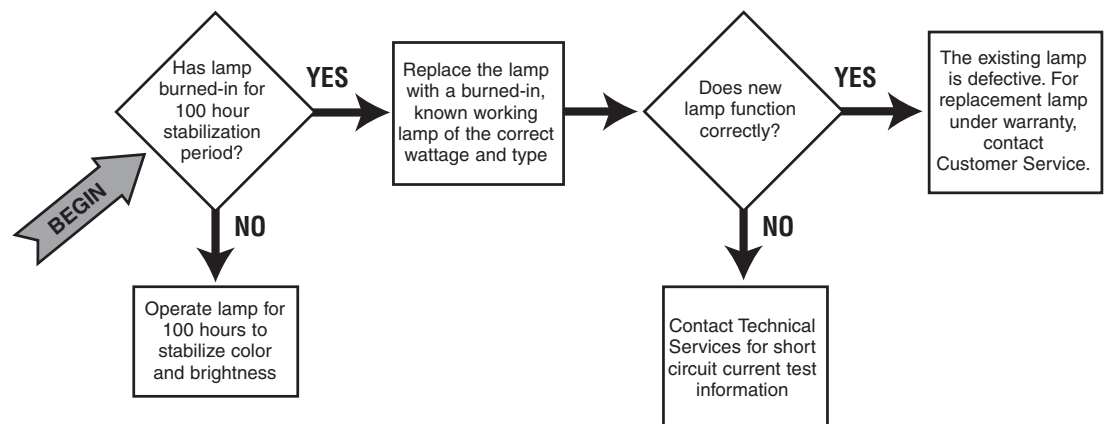 BEGIN
Has lamp
burned-in for
100 hour
stabilization
period?
YES
Replace the lamp
with a burned-in,
known working
lamp of the correct
wattage and type
Does new
lamp function
correctly?
YES
The existing lamp
is defective. For
replacement lamp
under warranty,
contact
Customer Service.
NO
Operate lamp for
100 hours to
stabilize color
and brightness
NO
Contact Technical
Services for short
circuit current test
information